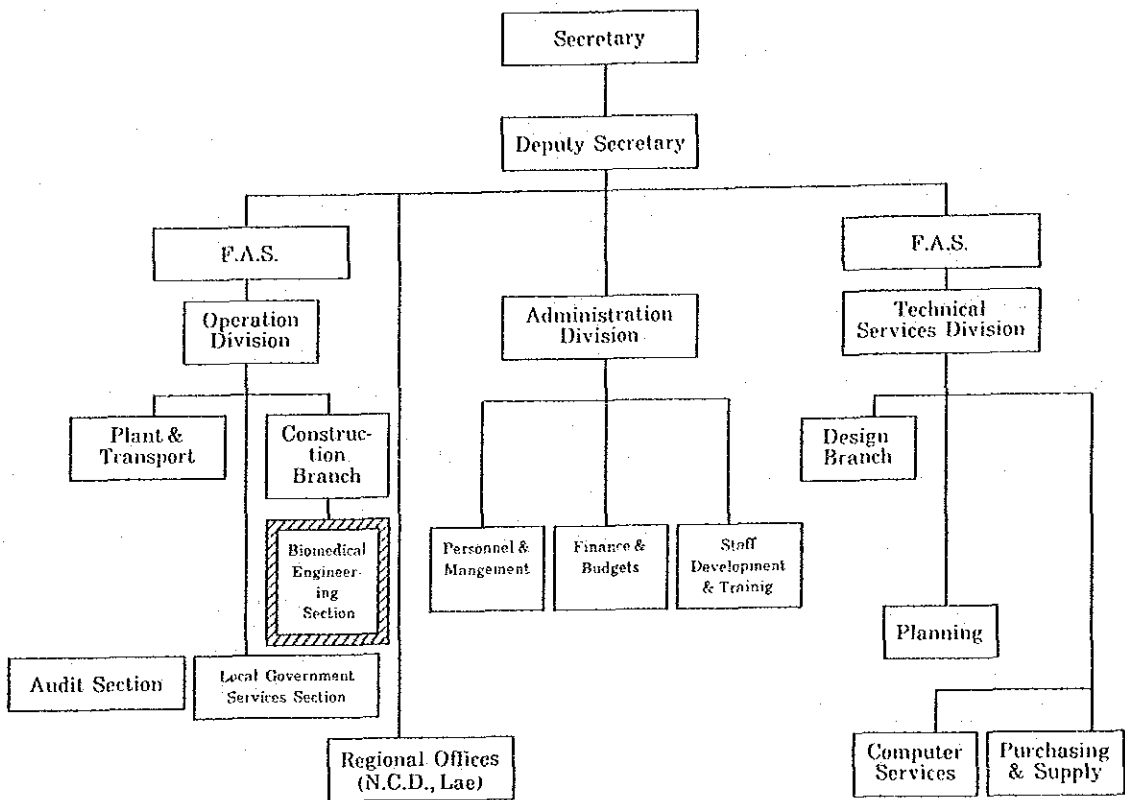 Secretary
Deputy Secretary
F.A.S.
F.A.S.
Operation
Division
Administration
Division
Technical
Services Division
Plant &
Transport
Construc-
tion
Branch
Design
Branch
Biomedical
Engineer-
ing
Section
Personnel &
Mangement
Finance &
Budgets
Staff
Development
& Trainig
Planning
Audit Section
Local Government
Services Section
Regional Offices
(N.C.D., Lae)
Computer
Services
Purchasing
& Supply